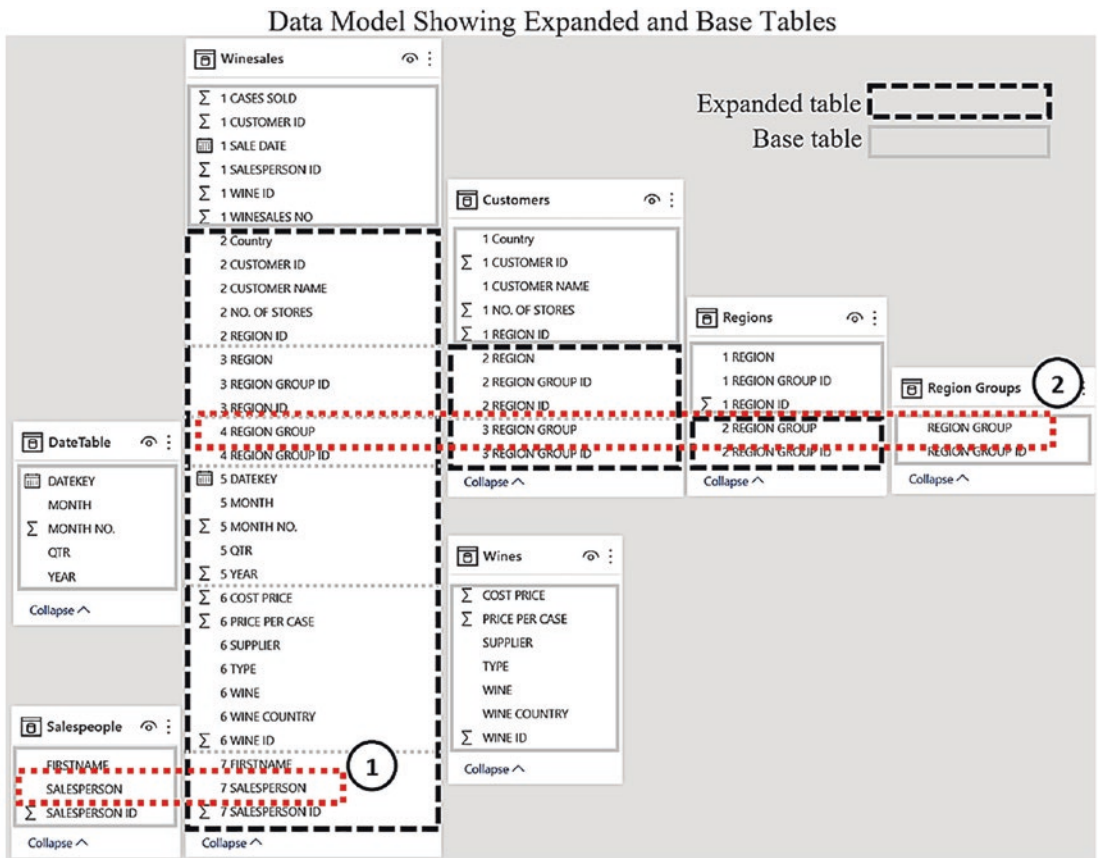 Data Model Showing Expanded and Base Tables
Winesales
1 CASES SOLD
1 CUSTOMER ID
1 SALE DATE
1 SALESPERSON ID
1 WINE ID
1 WINESALES NO
2 Country
2 CUSTOMER ID
2 CUSTOMER NAME
2 NO. OF STORES
2 REGION ID
3 REGION
3 REGION GROUP ID
3 REGION ID
4 REGION GROUP
4 REGION GROUP ID
5 DATEKEY
5 MONTH
5 MONTH NO.
5 QTR
5 YEAR
6 COST PRICE
6 PRICE PER CASE
6 SUPPLIER
6 TYPE
6 WINE
6 WINE COUNTRY
6 WINE ID
7 FIRSTNAME
7 SALESPERSON
7 SALESPERSON ID
Collapse
1
Expanded table
Base table
Customers
1 Country
1 CUSTOMER ID
1 CUSTOMER NAME
1 NO. OF STORES
1 REGION ID
2 REGION
2 REGION GROUP ID
2 REGION ID
3 REGION GROUP
3 REGION GROUP ID
Collapse
Regions
1 REGION
1 REGION GROUP ID
1 REGION ID
2 REGION GROUP
2 REGION GROUP ID
Collapse
Region Groups
2
REGION GROUP
REGION GROUP ID
Collapse
DateTable
DATEKEY
MONTH
MONTH NO.
QTR
YEAR
Collapse
Wines
COST PRICE
PRICE PER CASE
SUPPLIER
TYPE
WINE
WINE COUNTRY
WINE ID
Collapse
Salespeople
FIRSTNAME
SALESPERSON
SALESPERSON ID
Collapse